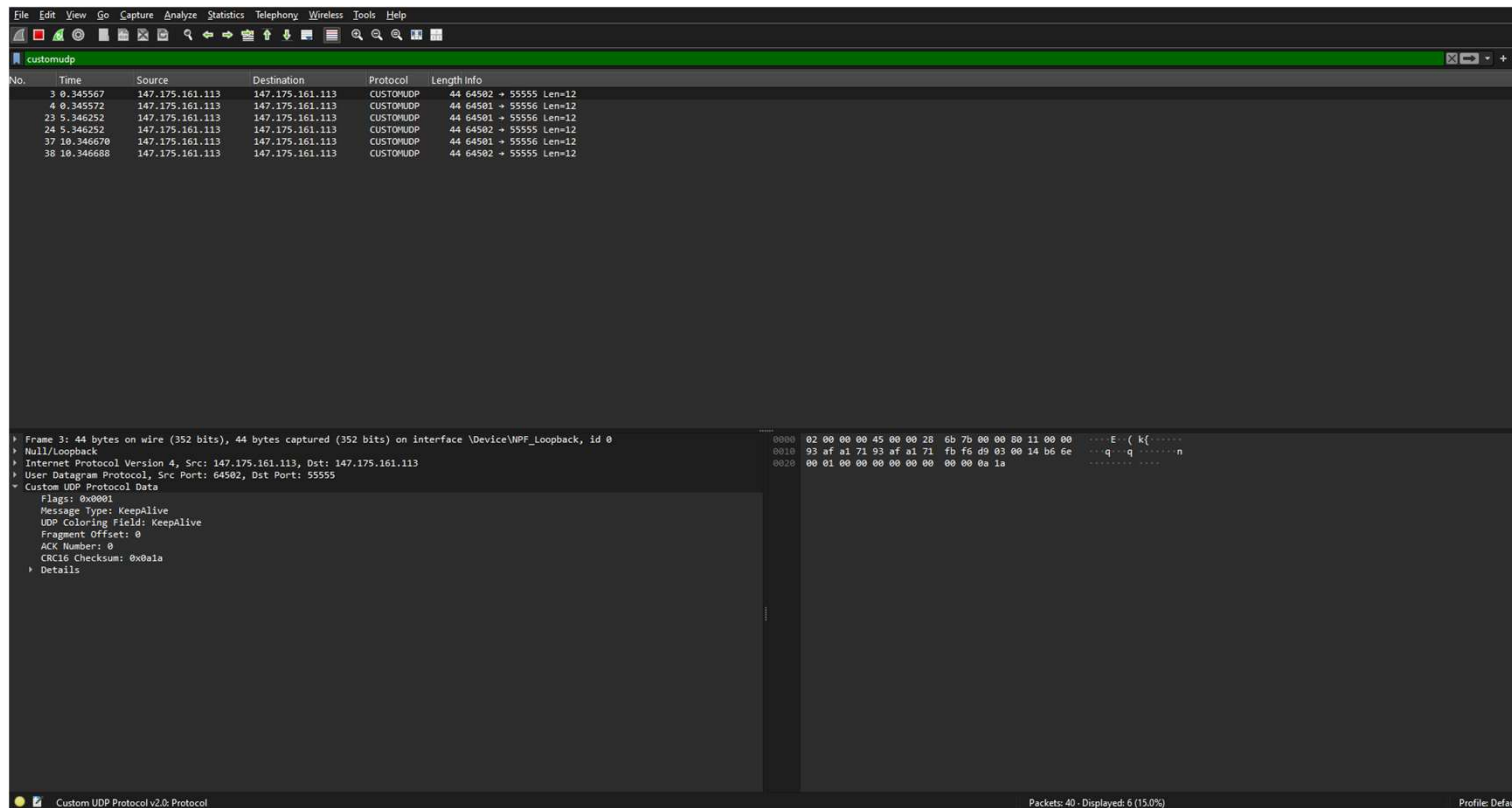 File Edit View Go Capture Analyze Statistics Telephony Wireless Tools Help
customudp
No. Time Source Destination Protocol Length Info
3 0.345567 147.175.161.113 147.175.161.113 CUSTOMUDP 44 64502 → 55555 Len=12
4 0.345572 147.175.161.113 147.175.161.113 CUSTOMUDP 44 64501 → 55556 Len=12
23 5.346252 147.175.161.113 147.175.161.113 CUSTOMUDP 44 64501 → 55556 Len=12
24 5.346252 147.175.161.113 147.175.161.113 CUSTOMUDP 44 64502 → 55555 Len=12
37 10.346670 147.175.161.113 147.175.161.113 CUSTOMUDP 44 64501 → 55556 Len=12
38 10.346688 147.175.161.113 147.175.161.113 CUSTOMUDP 44 64502 → 55555 Len=12
Frame 3: 44 bytes on wire (352 bits), 44 bytes captured (352 bits) on interface \Device\NPF_Loopback, id 0
Null/Loopback
Internet Protocol Version 4, Src: 147.175.161.113, Dst: 147.175.161.113
User Datagram Protocol, Src Port: 64502, Dst Port: 55555
Custom UDP Protocol Data
Flags: 0x0001
Message Type: KeepAlive
UDP Coloring Field: KeepAlive
Fragment Offset: 0
ACK Number: 0
CRC16 Checksum: 0x0a1a
Details
0000 02 00 00 00 45 00 00 28 6b 7b 00 00 80 11 00 00 ····E··( k{······
0010 93 af a1 71 93 af a1 71 fb f6 d9 03 00 14 b6 6e ···q···q ·······n
0020 00 01 00 00 00 00 00 00 00 00 0a 1a ········ ····
Custom UDP Protocol v2.0: Protocol
Packets: 40 · Displayed: 6 (15.0%)
Profile: Defau